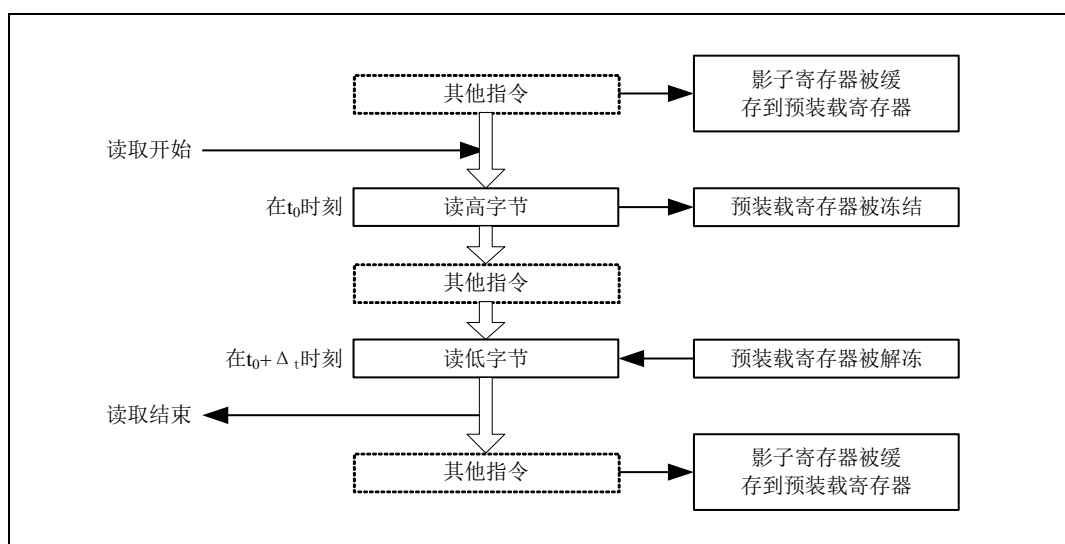 其他指令
影子寄存器被缓
存到预装载寄存器
读取开始
在t₀时刻
读高字节
预装载寄存器被冻结
其他指令
在t₀+Δₜ时刻
读低字节
预装载寄存器被解冻
读取结束
其他指令
影子寄存器被缓
存到预装载寄存器